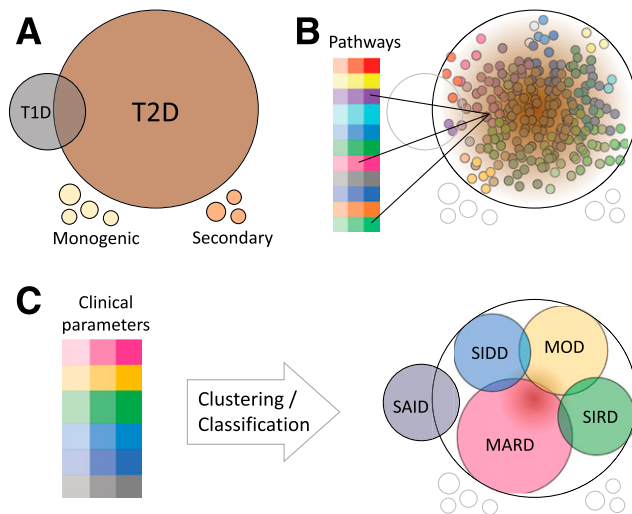 A
T1D
T2D
Monogenic
Secondary
B
Pathways
C
Clinical
parameters
Clustering /
Classification
SIDD
MOD
SAID
SIRD
MARD